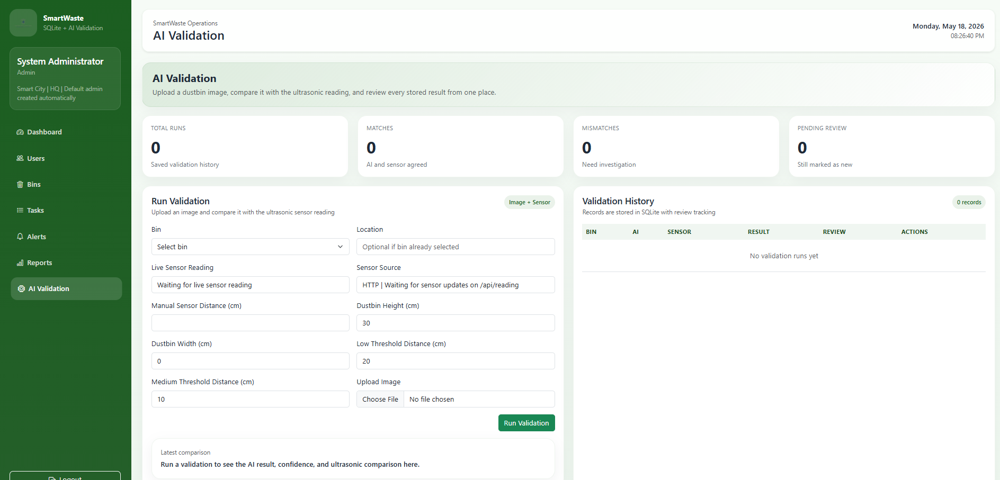 SmartWaste
SQLite + AI Validation
System Administrator
Admin
Smart City | HQ | Default admin
created automatically
Dashboard
Users
Bins
Tasks
Alerts
Reports
AI Validation
Logout
SmartWaste Operations
AI Validation
Monday, May 18, 2026
08:26:40 PM
AI Validation
Upload a dustbin image, compare it with the ultrasonic reading, and review every stored result from one place.
TOTAL RUNS
0
Saved validation history
MATCHES
0
AI and sensor agreed
MISMATCHES
0
Need investigation
PENDING REVIEW
0
Still marked as new
Run Validation
Upload an image and compare it with the ultrasonic sensor reading
Image + Sensor
Bin
Select bin
Location
Optional if bin already selected
Live Sensor Reading
Waiting for live sensor reading
Sensor Source
HTTP | Waiting for sensor updates on /api/reading
Manual Sensor Distance (cm)
Dustbin Height (cm)
30
Dustbin Width (cm)
0
Low Threshold Distance (cm)
20
Medium Threshold Distance (cm)
10
Upload Image
Choose File No file chosen
Run Validation
Latest comparison
Run a validation to see the AI result, confidence, and ultrasonic comparison here.
Validation History
Records are stored in SQLite with review tracking
0 records
BIN AI SENSOR RESULT REVIEW ACTIONS
No validation runs yet